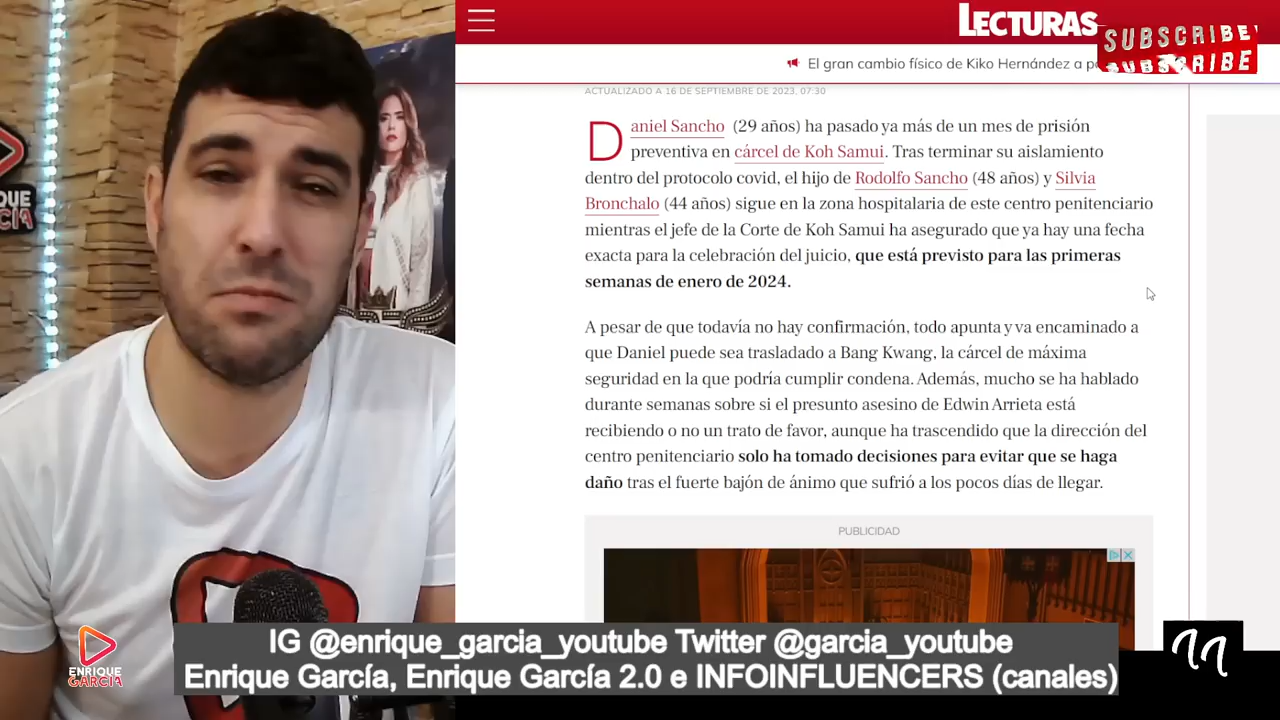 LECTURAS
SUBSCRIBE
SUBSCRIBE
El gran cambio físico de Kiko Hernández a p
ACTUALIZADO A 16 DE SEPTIEMBRE DE 2023, 07:30
Daniel Sancho (29 años) ha pasado ya más de un mes de prisión
preventiva en cárcel de Koh Samui. Tras terminar su aislamiento
dentro del protocolo covid, el hijo de Rodolfo Sancho (48 años) y Silvia
Bronchalo (44 años) sigue en la zona hospitalaria de este centro penitenciario
mientras el jefe de la Corte de Koh Samui ha asegurado que ya hay una fecha
exacta para la celebración del juicio, que está previsto para las primeras
semanas de enero de 2024.
A pesar de que todavía no hay confirmación, todo apunta y va encaminado a
que Daniel puede sea trasladado a Bang Kwang, la cárcel de máxima
seguridad en la que podría cumplir condena. Además, mucho se ha hablado
durante semanas sobre si el presunto asesino de Edwin Arrieta está
recibiendo o no un trato de favor, aunque ha trascendido que la dirección del
centro penitenciario solo ha tomado decisiones para evitar que se haga
daño tras el fuerte bajón de ánimo que sufrió a los pocos días de llegar.
PUBLICIDAD
IG @enrique_garcia_youtube Twitter @garcia_youtube
Enrique García, Enrique García 2.0 e INFOINFLUENCERS (canales)
ENRIQUE
GARCÍA